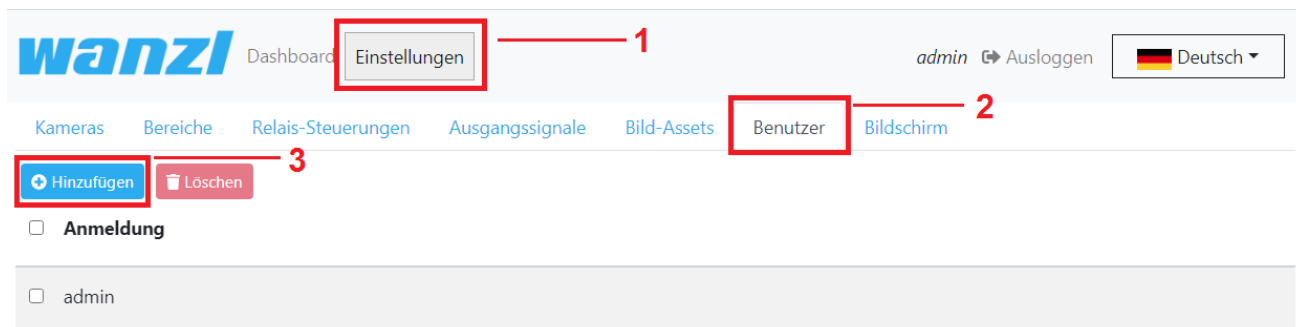 wanzl Dashboard Einstellungen 1 admin Ausloggen Deutsch
Kameras Bereiche Relais-Steuerungen Ausgangssignale Bild-Assets Benutzer Bildschirm 2
Hinzufügen Löschen 3
Anmeldung
admin